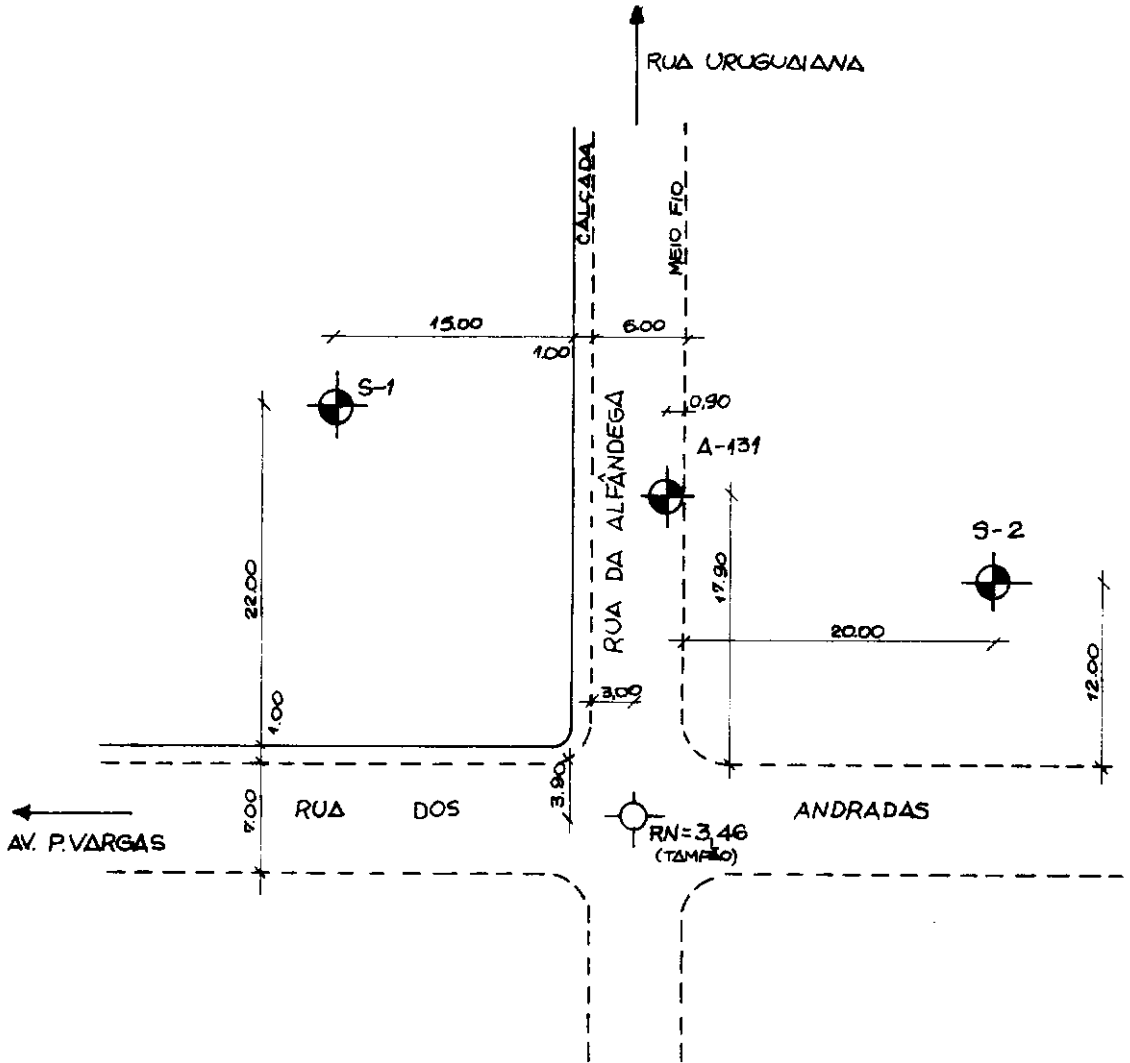 RUA URUGUAIANA
CALÇADA
MEIO FIO
15.00
6.00
1.00
S-1
0,90
A-131
RUA DA ALFÂNDEGA
S-2
22.00
17.90
20.00
12.00
3,00
1.00
3.90
7.00
RUA DOS ANDRADAS
AV. P. VARGAS
RN=3,46
(TAMPÃO)